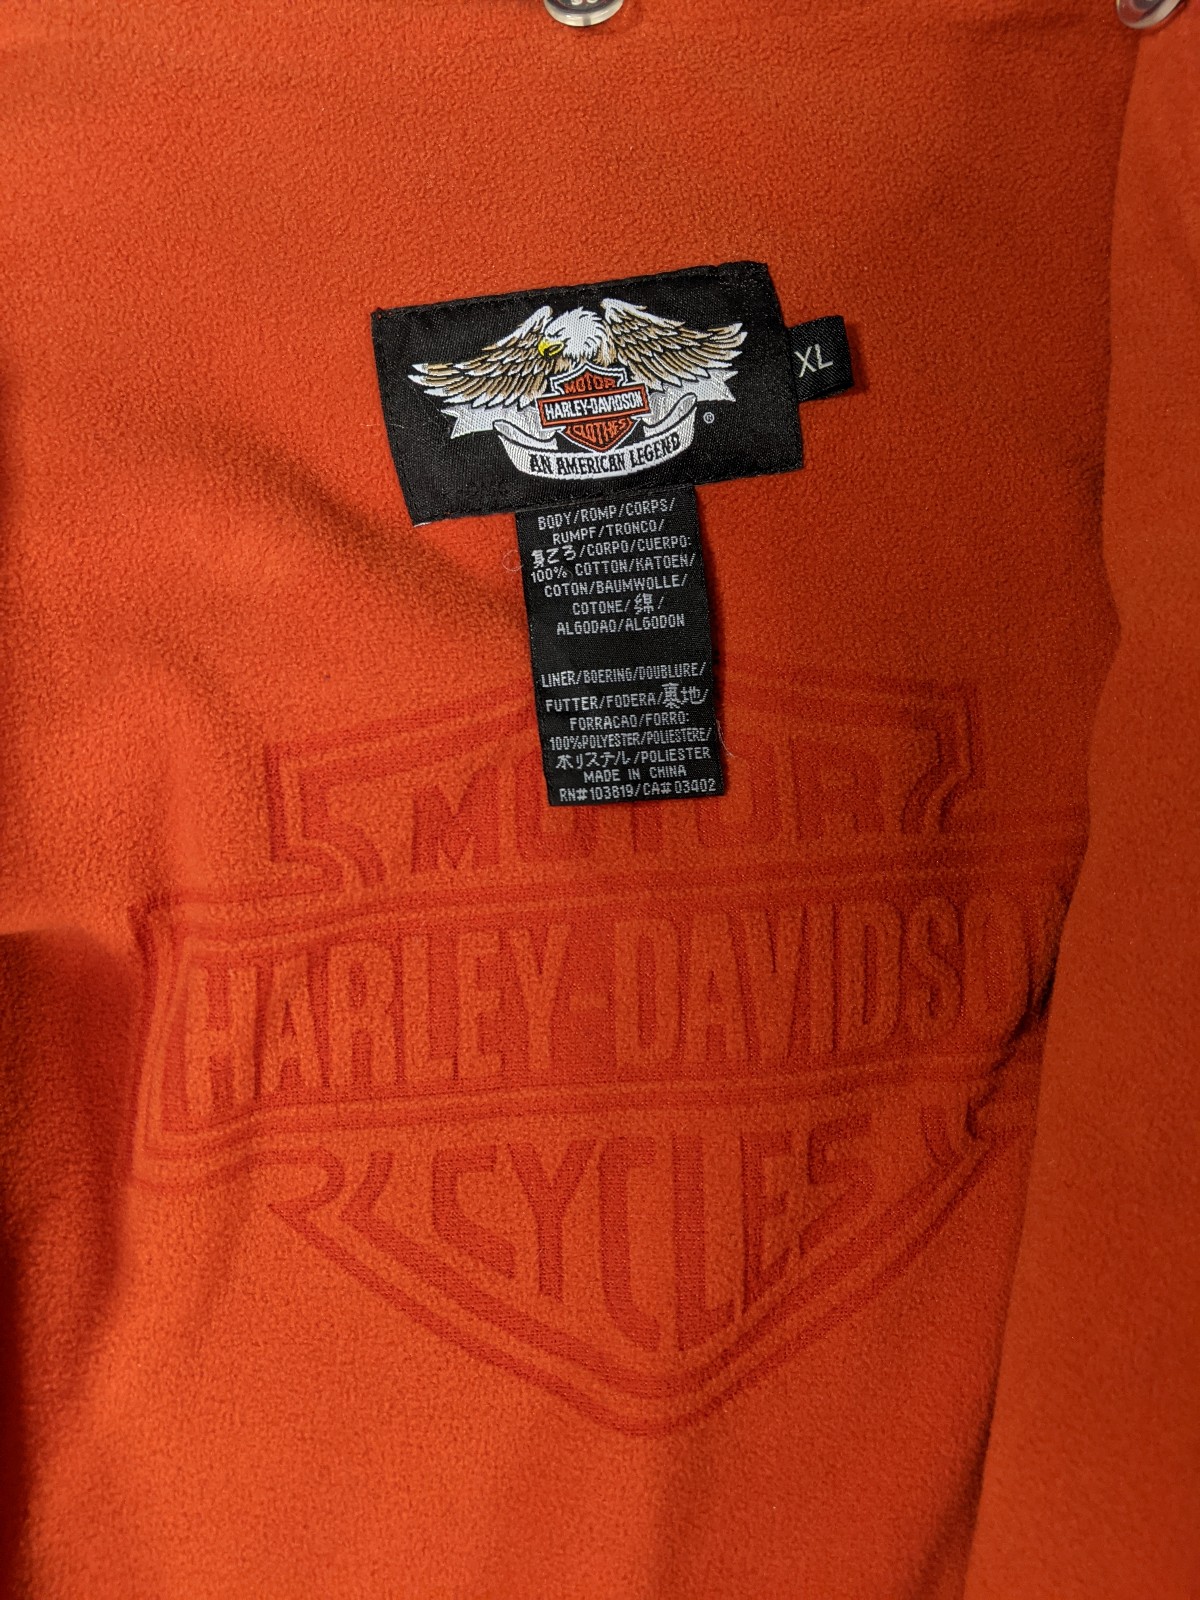 MOTOR
HARLEY-DAVIDSON
CLOTHES
®
AN AMERICAN LEGEND
XL
BODY/ROMP/CORPS/
RUMPF/TRONCO/
身ごろ/CORPO/CUERPO:
100% COTTON/KATOEN/
COTON/BAUMWOLLE/
COTONE/綿/
ALGODAO/ALGODON
LINER/BOERING/DOUBLURE/
FUTTER/FODERA/裏地/
FORRACAO/FORRO:
100%POLYESTER/POLIESTERE/
ポリステル/POLIESTER
MADE IN CHINA
RN#103819/CA#03402
MOTOR
HARLEY-DAVIDSON
CYCLES